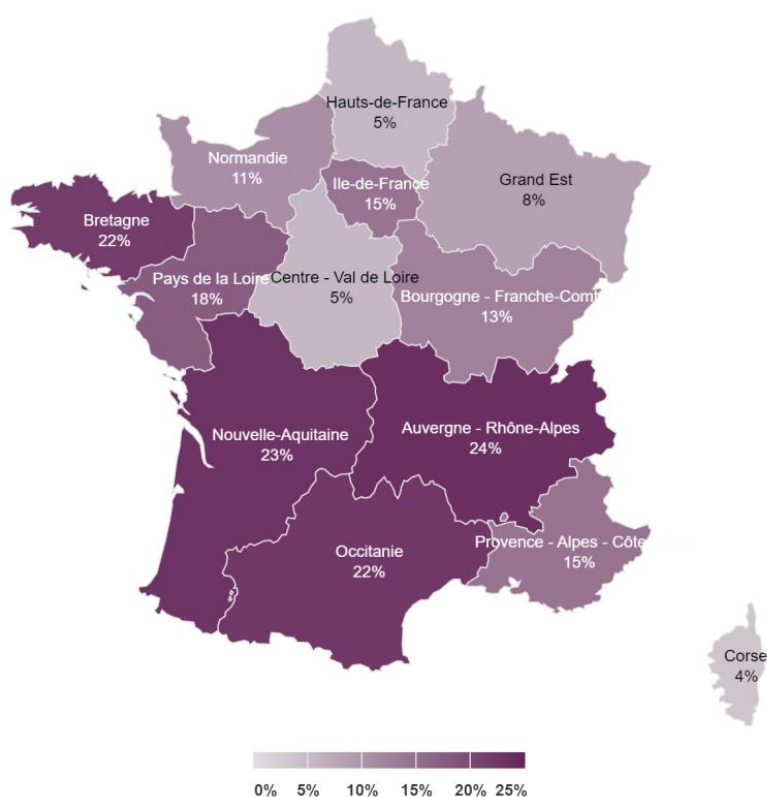 Hauts-de-France
5%
Normandie
11%
Ile-de-France
15%
Grand Est
8%
Bretagne
22%
Pays de la Loire
18%
Centre - Val de Loire
5%
Bourgogne - Franche-Comt
13%
Nouvelle-Aquitaine
23%
Auvergne - Rhône-Alpes
24%
Occitanie
22%
Provence - Alpes - Côte
15%
Corse
4%
0% 5% 10% 15% 20% 25%